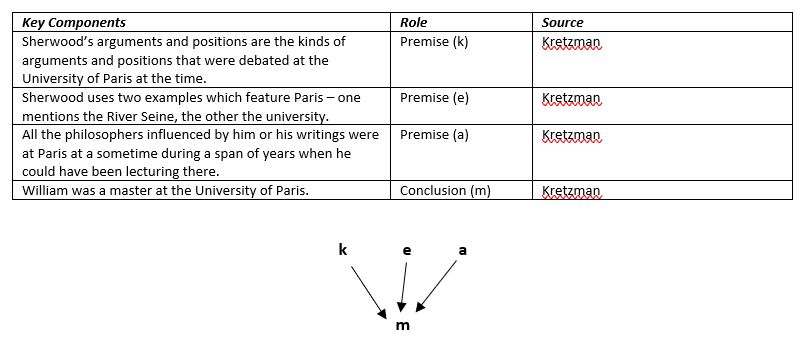 Key Components Role Source
Sherwood's arguments and positions are the kinds of Premise (k) Kretzman
arguments and positions that were debated at the
University of Paris at the time.
Sherwood uses two examples which feature Paris – one Premise (e) Kretzman
mentions the River Seine, the other the university.
All the philosophers influenced by him or his writings were Premise (a) Kretzman
at Paris at a sometime during a span of years when he
could have been lecturing there.
William was a master at the University of Paris. Conclusion (m) Kretzman
k e a
m